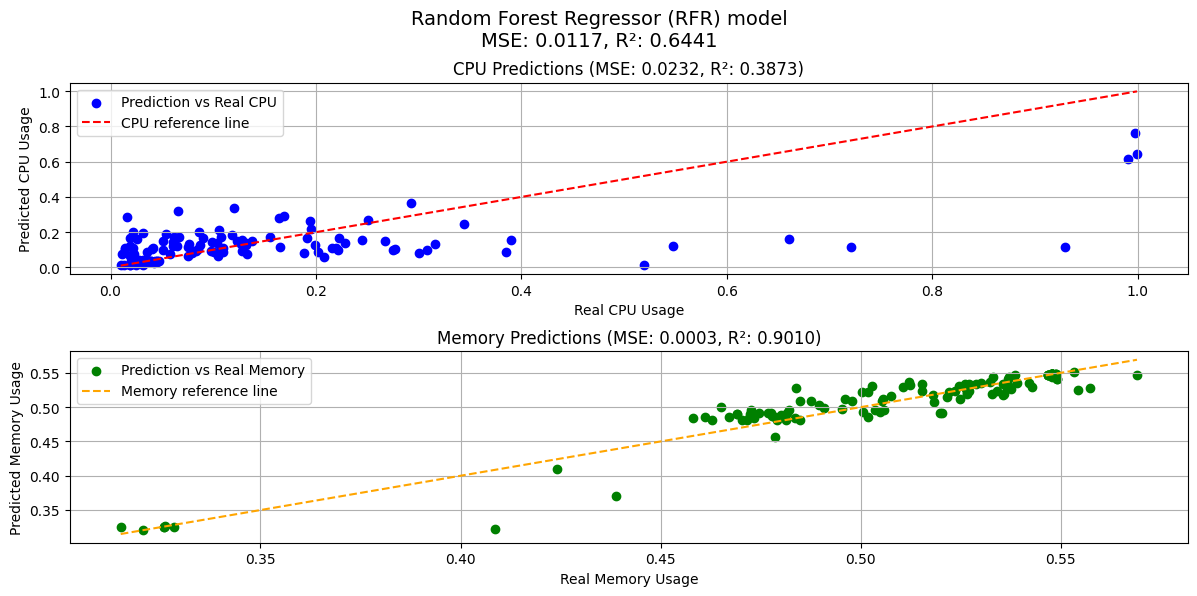 Random Forest Regressor (RFR) model
MSE: 0.0117, R²: 0.6441
CPU Predictions (MSE: 0.0232, R²: 0.3873)
Predicted CPU Usage
1.0
0.8
0.6
0.4
0.2
0.0
Prediction vs Real CPU
CPU reference line
0.0
0.2
0.4
0.6
0.8
1.0
Real CPU Usage
Memory Predictions (MSE: 0.0003, R²: 0.9010)
Predicted Memory Usage
0.55
0.50
0.45
0.40
0.35
Prediction vs Real Memory
Memory reference line
0.35
0.40
0.45
0.50
0.55
Real Memory Usage